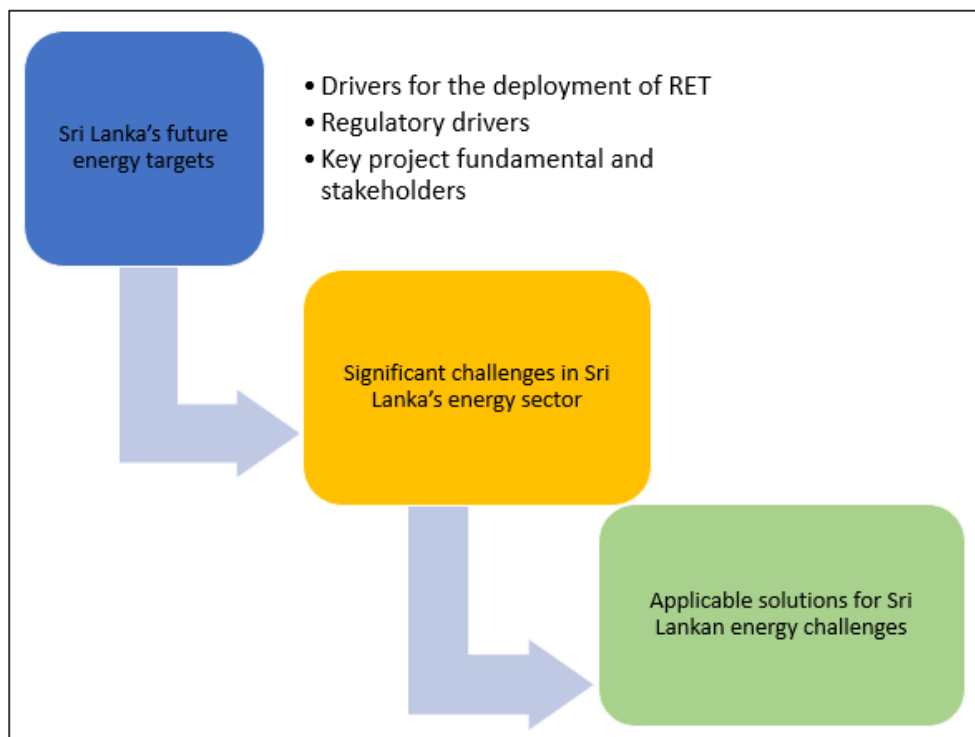 Sri Lanka's future
energy targets
• Drivers for the deployment of RET
• Regulatory drivers
• Key project fundamental and
stakeholders
Significant challenges in Sri
Lanka's energy sector
Applicable solutions for Sri
Lankan energy challenges